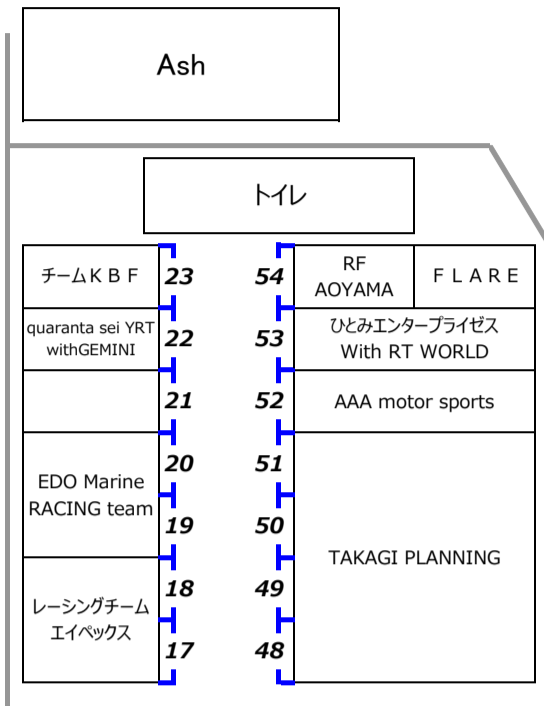 Ash
トイレ
チームＫＢＦ
23
54
RF
AOYAMA
ＦＬＡＲＥ
quaranta sei YRT
withGEMINI
22
53
ひとみエンタープライゼス
With RT WORLD
21
52
AAA motor sports
EDO Marine
RACING team
20
19
51
50
49
48
TAKAGI PLANNING
レーシングチーム
エイペックス
18
17